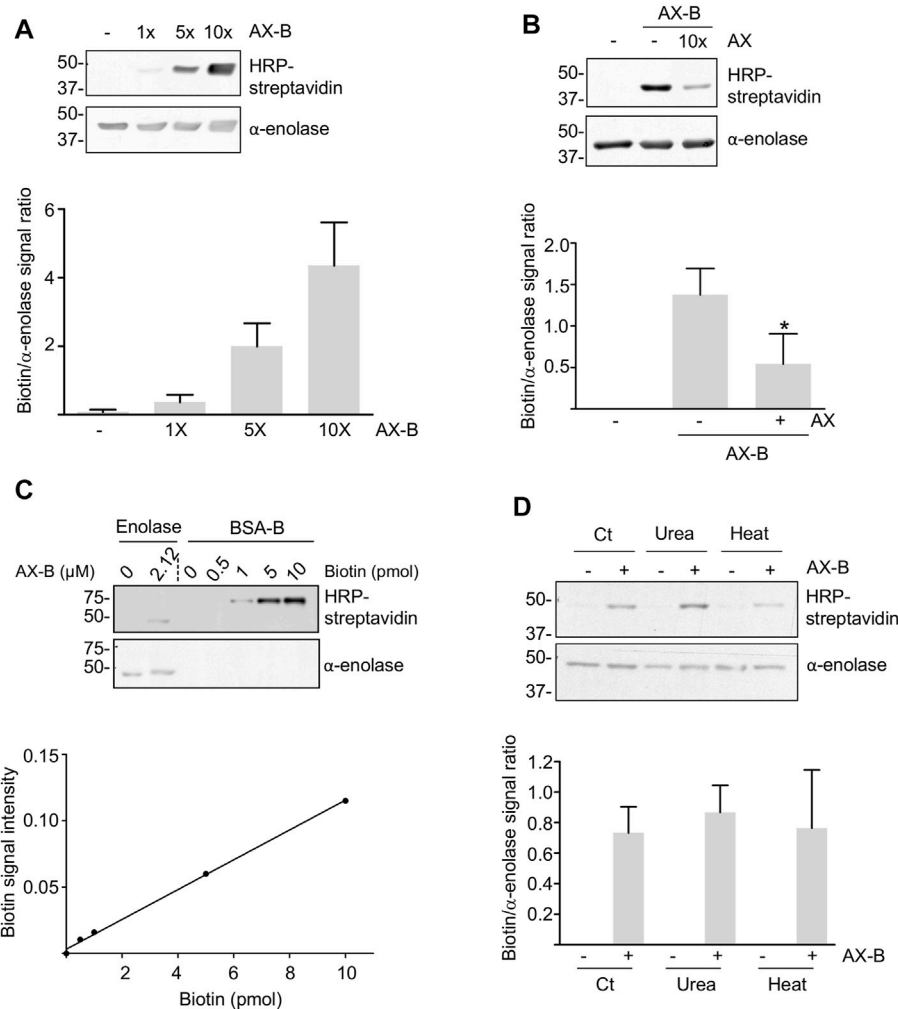 A
- 1x 5x 10x AX-B
50-
37-
HRP-
streptavidin
50-
37-
α-enolase
Biotin/α-enolase signal ratio
6
4
2
- 1X 5X 10X AX-B
B
AX-B
- - 10x AX
50-
37-
HRP-
streptavidin
50-
37-
α-enolase
Biotin/α-enolase signal ratio
2.0
1.5
1.0
0.5
*
- - + AX
AX-B
C
Enolase BSA-B
AX-B (μM) 0 2.12 0 0.5 1 5 10 Biotin (pmol)
75-
50-
HRP-
streptavidin
75-
50-
α-enolase
Biotin signal intensity
0.15
0.10
0.05
0
2 4 6 8 10
Biotin (pmol)
D
Ct Urea Heat
- + - + - + AX-B
50-
37-
HRP-
streptavidin
50-
37-
α-enolase
Biotin/α-enolase signal ratio
1.2
1.0
0.8
0.6
0.4
0.2
- + - + - + AX-B
Ct Urea Heat